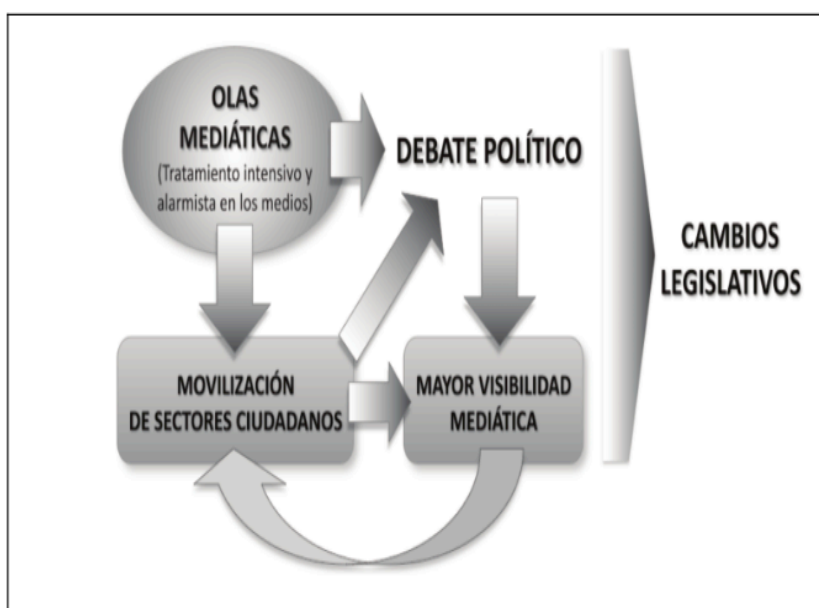 OLAS
MEDIÁTICAS
(Tratamiento intensivo y
alarmista en los medios)
DEBATE POLÍTICO
CAMBIOS
LEGISLATIVOS
MOVILIZACIÓN
DE SECTORES CIUDADANOS
MAYOR VISIBILIDAD
MEDIÁTICA